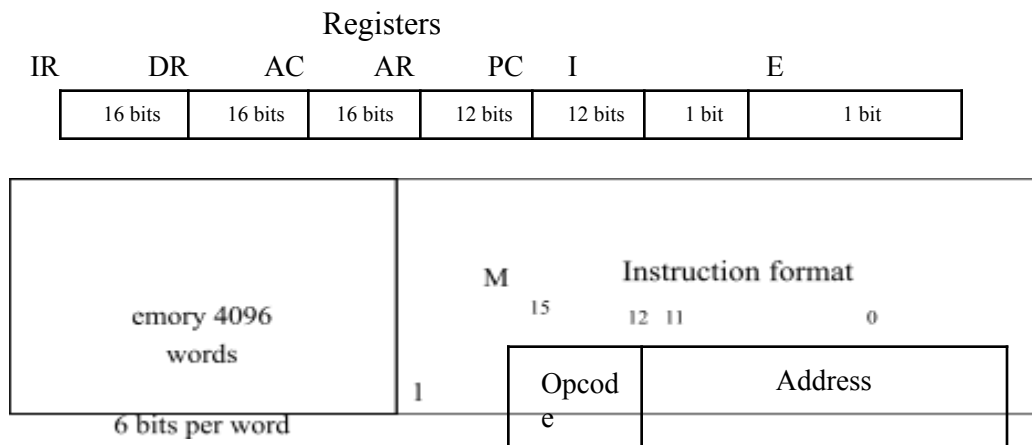 Registers
IR DR AC AR PC I E
16 bits 16 bits 16 bits 12 bits 12 bits 1 bit 1 bit
M
Instruction format
15 12 11 0
emory 4096
words
Opcod
e
Address
1
6 bits per word